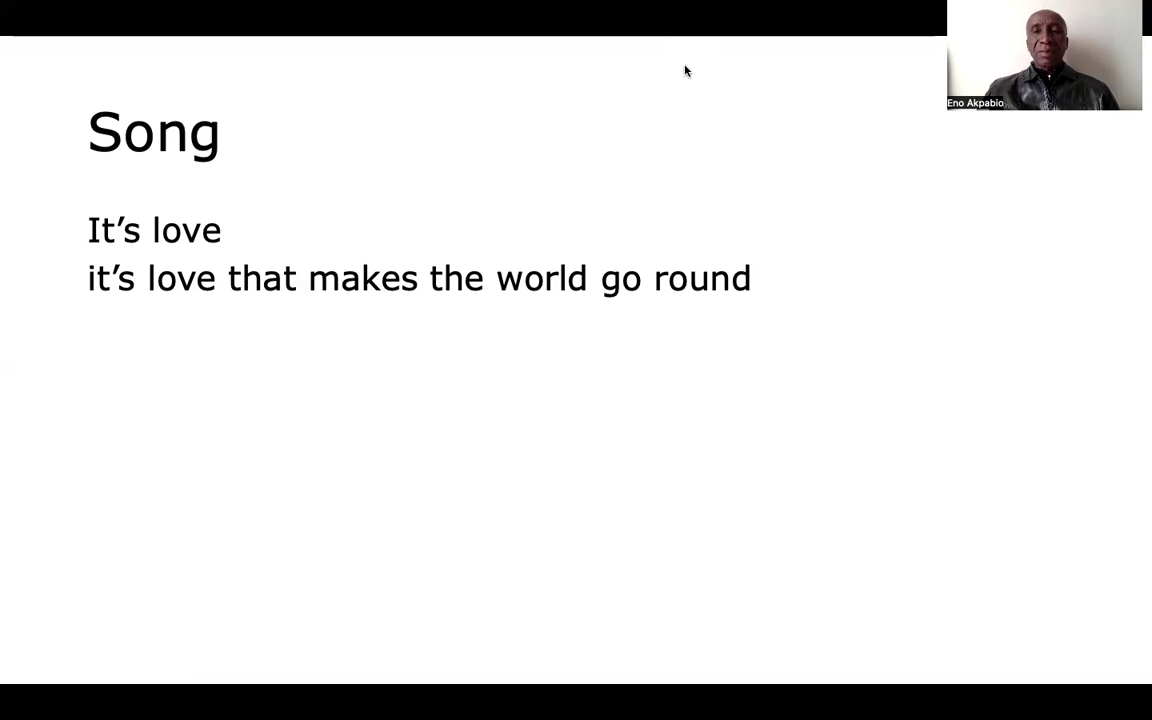 Eno Akpabio
Song
It’s love
it’s love that makes the world go round